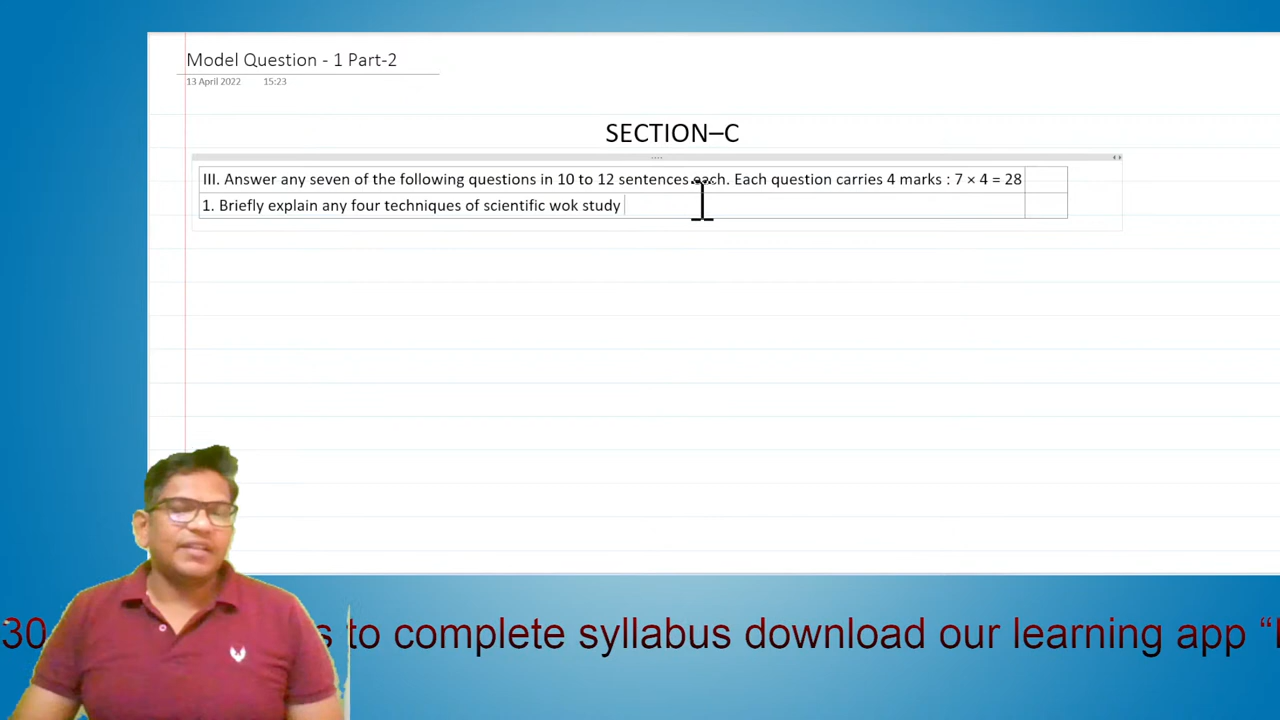 Model Question - 1 Part-2
13 April 2022 15:23
SECTION–C
III. Answer any seven of the following questions in 10 to 12 sentences each. Each question carries 4 marks : 7 × 4 = 28
1. Briefly explain any four techniques of scientific wok study
30 to complete syllabus download our learning app “